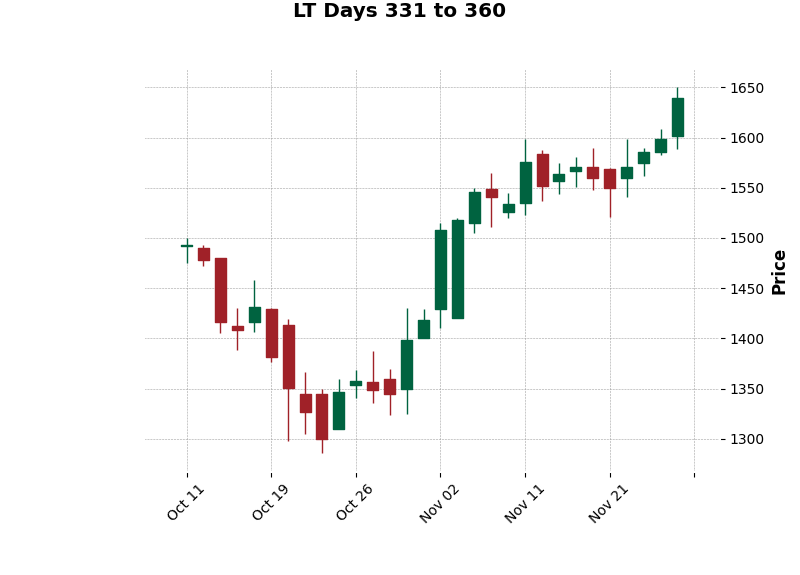 LT Days 331 to 360
1650
1600
1550
1500
1450
1400
1350
1300
Price
Oct 11
Oct 19
Oct 26
Nov 02
Nov 11
Nov 21